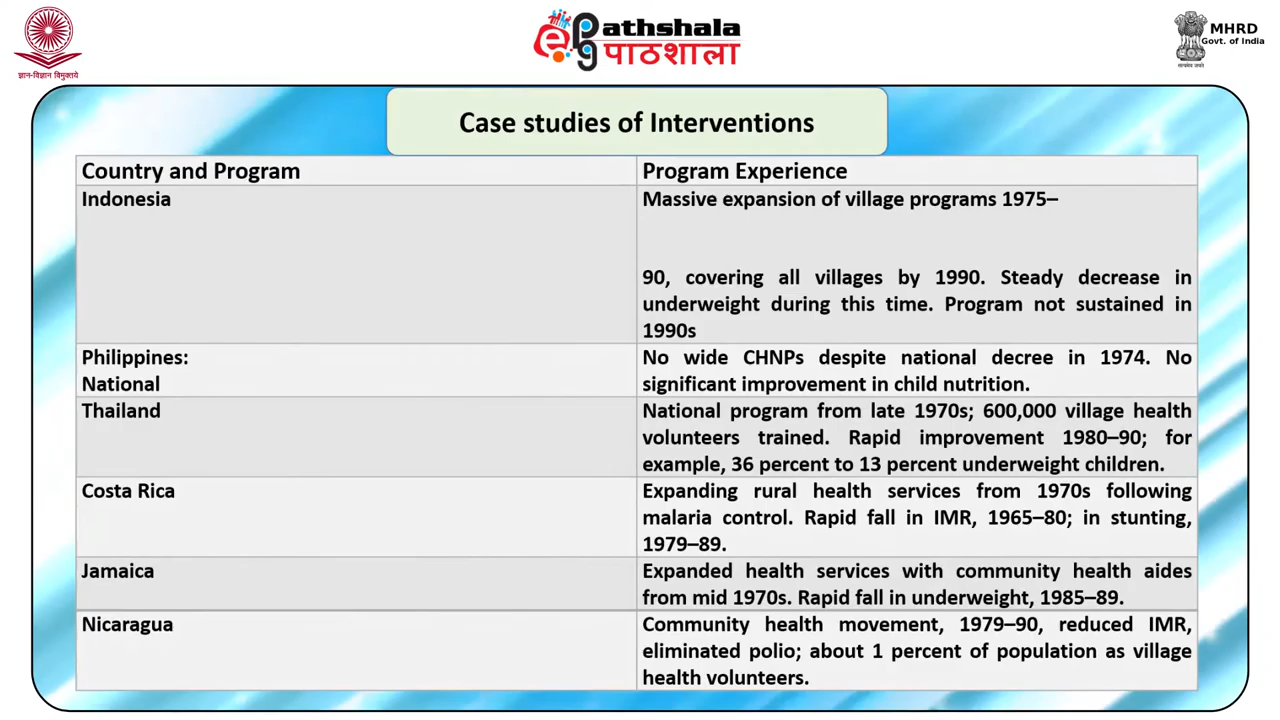 ज्ञान-विज्ञान विमुक्तये
epg
athshala
पाठशाला
MHRD
Govt. of India
सत्यमेव जयते
Case studies of Interventions
Country and Program
Program Experience
Indonesia
Massive expansion of village programs 1975–
90, covering all villages by 1990. Steady decrease in
underweight during this time. Program not sustained in
1990s
Philippines:
National
No wide CHNPs despite national decree in 1974. No
significant improvement in child nutrition.
Thailand
National program from late 1970s; 600,000 village health
volunteers trained. Rapid improvement 1980–90; for
example, 36 percent to 13 percent underweight children.
Costa Rica
Expanding rural health services from 1970s following
malaria control. Rapid fall in IMR, 1965–80; in stunting,
1979–89.
Jamaica
Expanded health services with community health aides
from mid 1970s. Rapid fall in underweight, 1985–89.
Nicaragua
Community health movement, 1979–90, reduced IMR,
eliminated polio; about 1 percent of population as village
health volunteers.